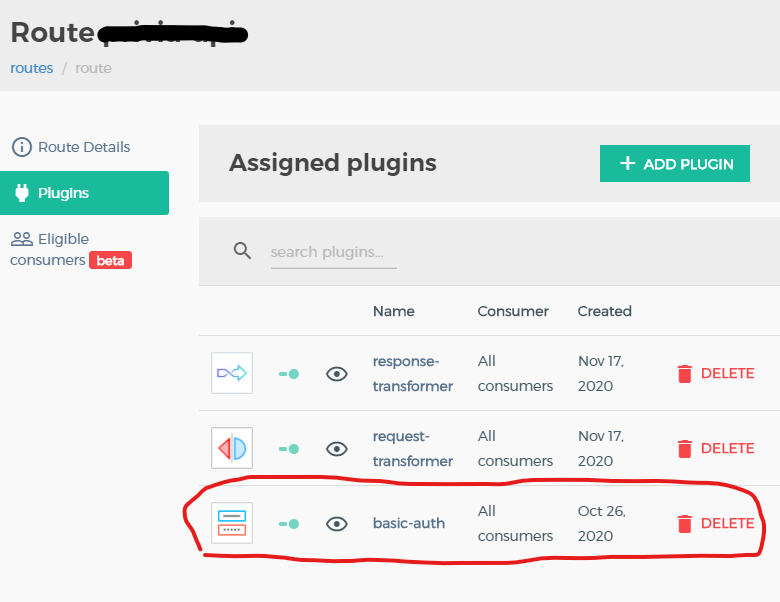 Route
routes / route
Route Details
Plugins
Eligible
consumers beta
Assigned plugins
+ ADD PLUGIN
search plugins...
Name Consumer Created
response-
transformer
All
consumers
Nov 17,
2020
DELETE
request-
transformer
All
consumers
Nov 17,
2020
DELETE
basic-auth
All
consumers
Oct 26,
2020
DELETE